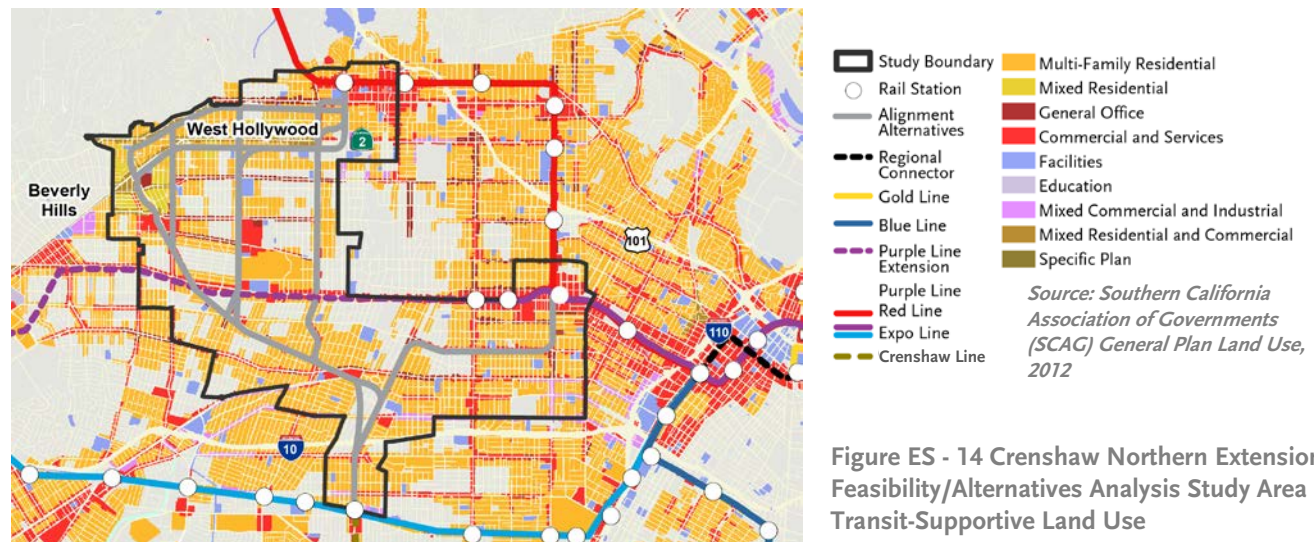 West Hollywood
2
Beverly
Hills
101
110
10
Study Boundary
Rail Station
Alignment
Alternatives
Regional
Connector
Gold Line
Blue Line
Purple Line
Extension
Purple Line
Red Line
Expo Line
Crenshaw Line
Multi-Family Residential
Mixed Residential
General Office
Commercial and Services
Facilities
Education
Mixed Commercial and Industrial
Mixed Residential and Commercial
Specific Plan
Source: Southern California
Association of Governments
(SCAG) General Plan Land Use,
2012
Figure ES - 14 Crenshaw Northern Extension
Feasibility/Alternatives Analysis Study Area
Transit-Supportive Land Use